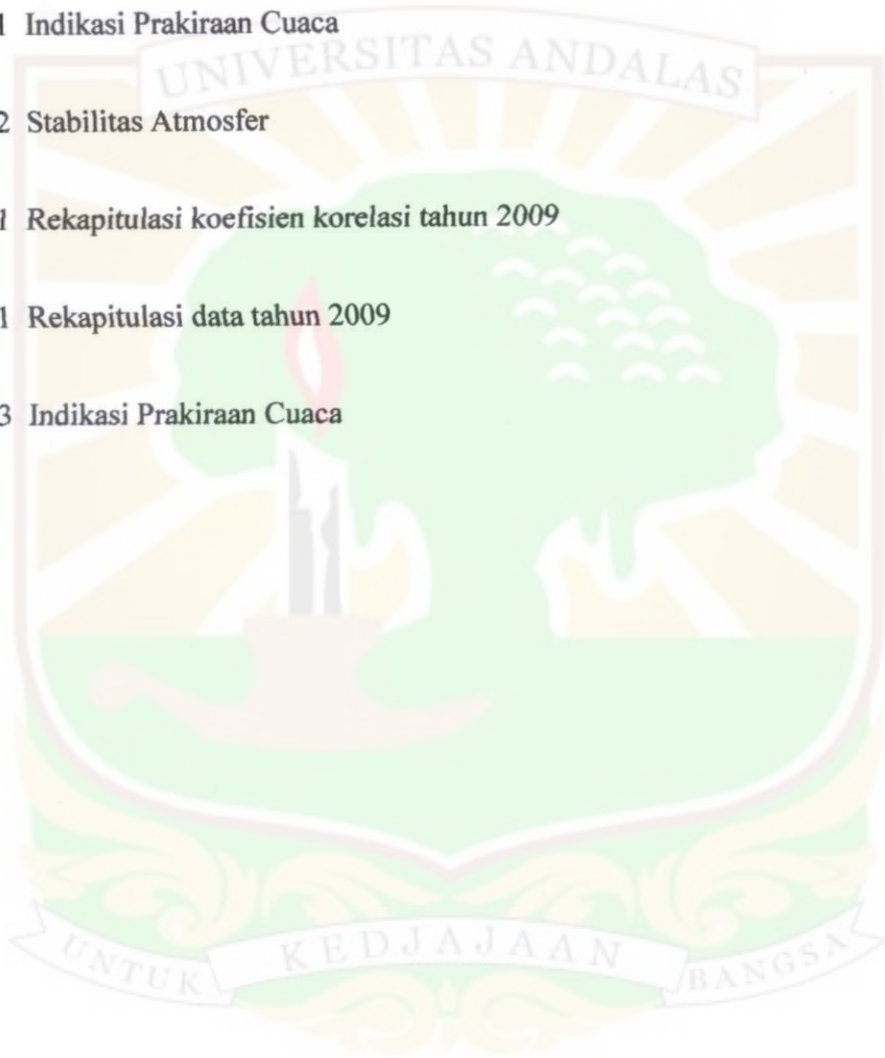 1 Indikasi Prakiraan Cuaca
UNIVERSITAS ANDALAS
2 Stabilitas Atmosfer
1 Rekapitulasi koefisien korelasi tahun 2009
1 Rekapitulasi data tahun 2009
3 Indikasi Prakiraan Cuaca
UNTUK KEDJAJAAN BANGSA